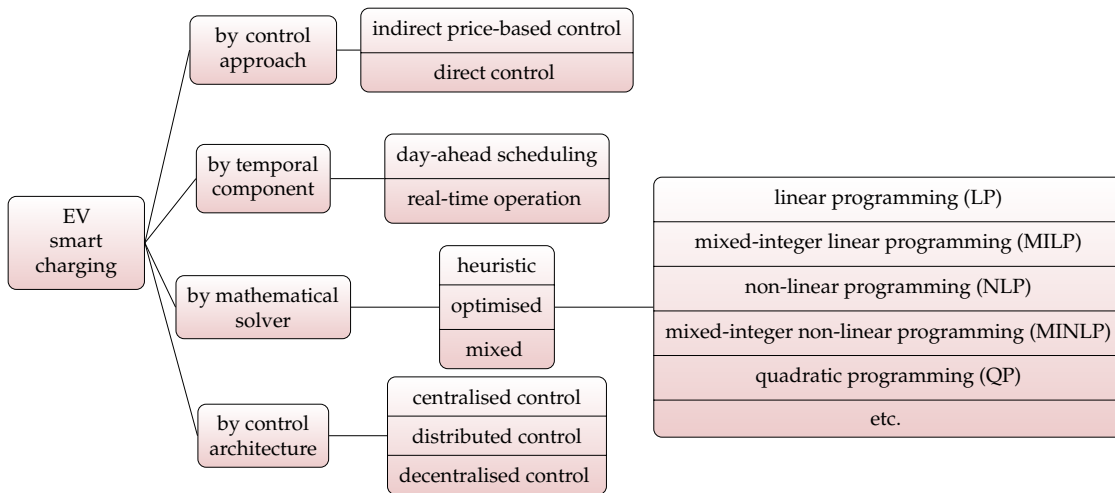 EV
smart
charging
by control
approach
indirect price-based control
direct control
by temporal
component
day-ahead scheduling
real-time operation
by mathematical
solver
heuristic
optimised
mixed
linear programming (LP)
mixed-integer linear programming (MILP)
non-linear programming (NLP)
mixed-integer non-linear programming (MINLP)
quadratic programming (QP)
etc.
by control
architecture
centralised control
distributed control
decentralised control